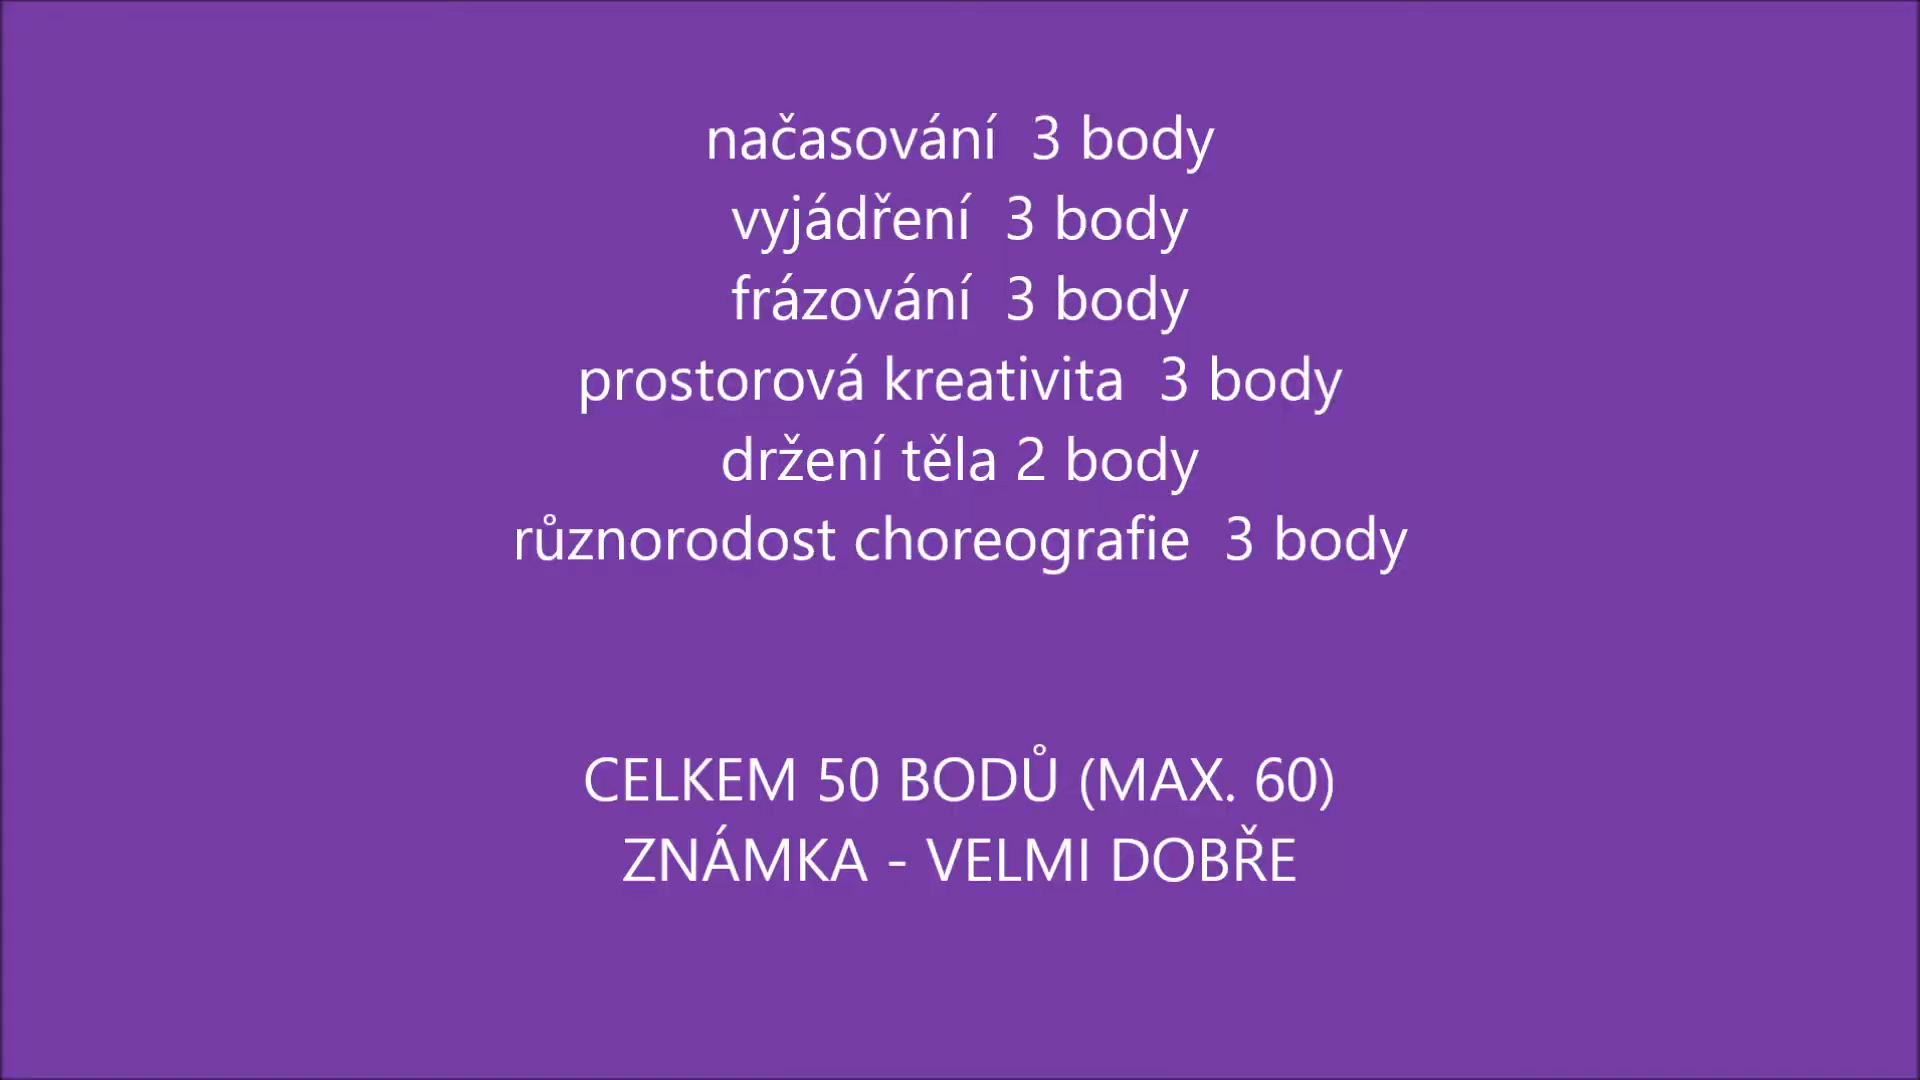 načasování  3 body
vyjádření  3 body
frázování  3 body
prostorová kreativita  3 body
držení těla 2 body
různorodost choreografie  3 body
CELKEM 50 BODŮ (MAX. 60)
ZNÁMKA - VELMI DOBŘE